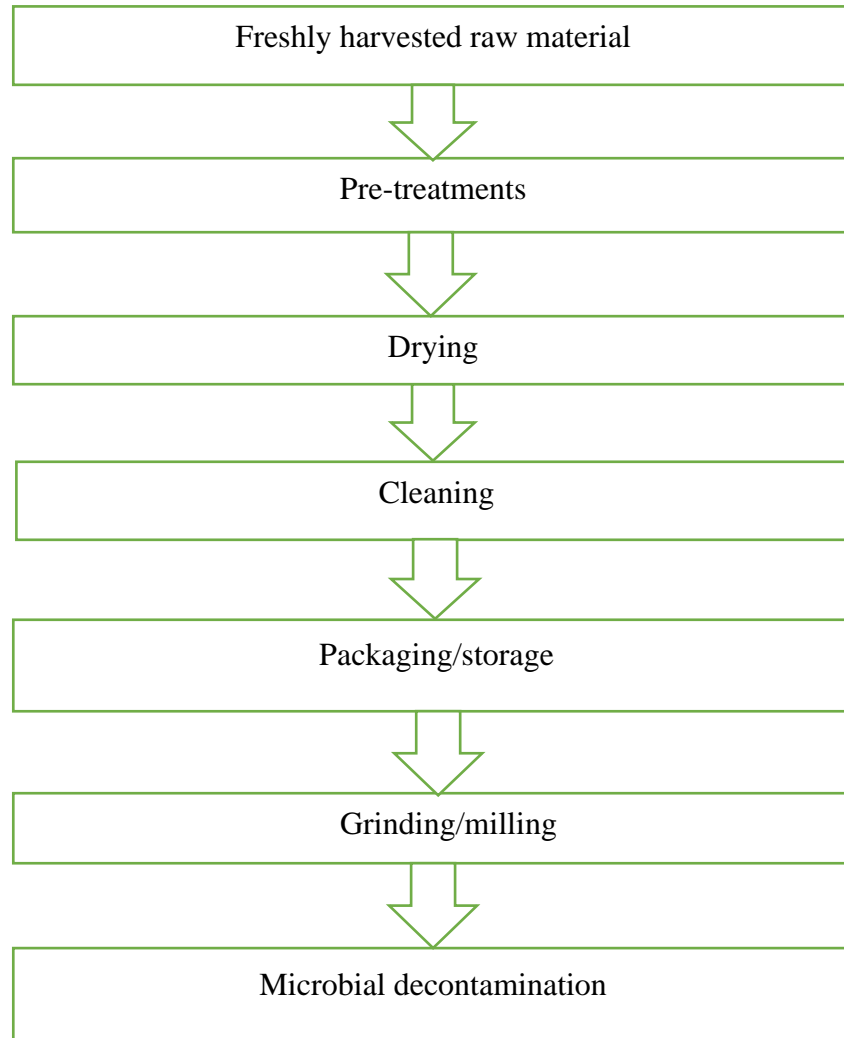 Freshly harvested raw material
Pre-treatments
Drying
Cleaning
Packaging/storage
Grinding/milling
Microbial decontamination